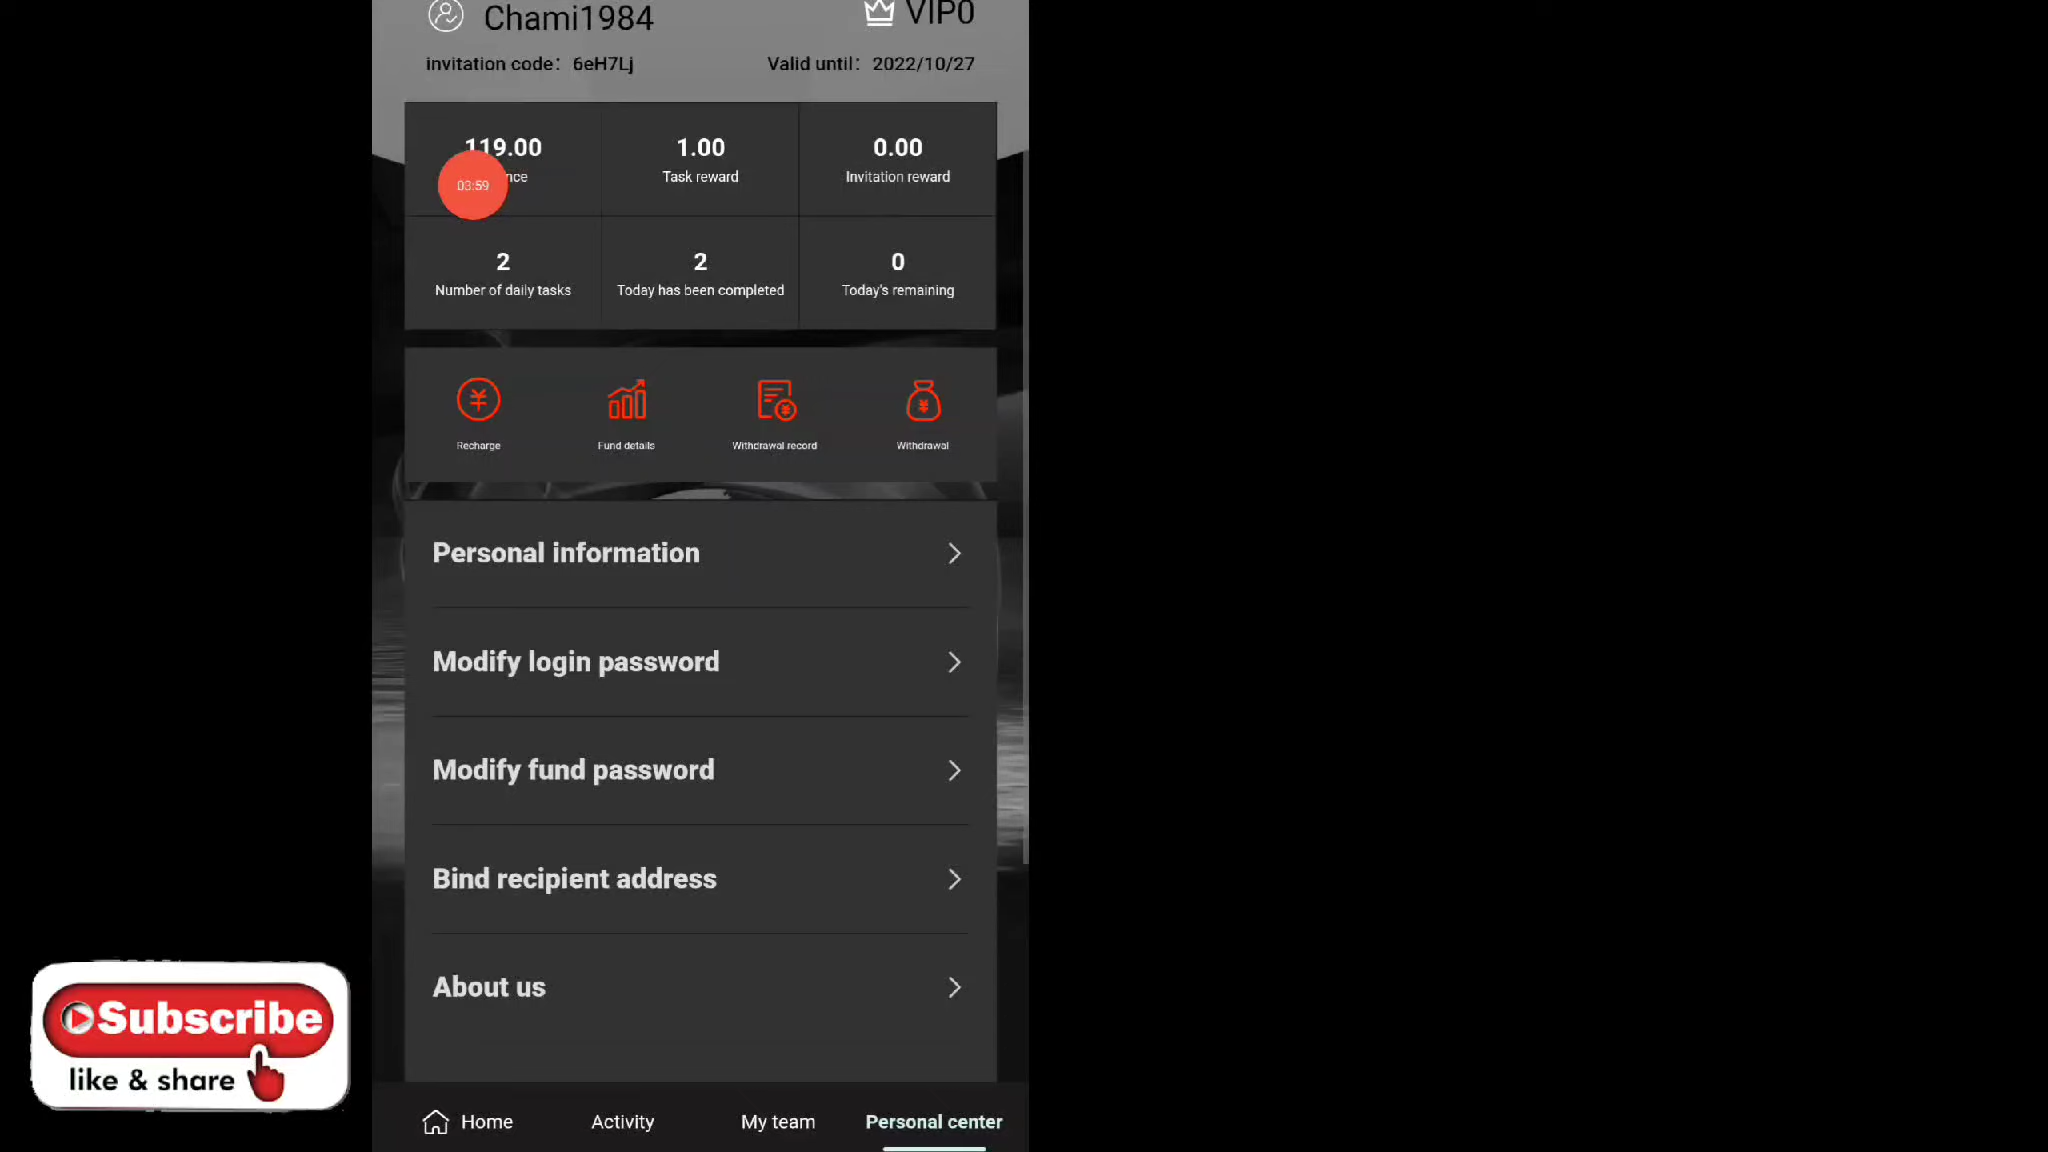 Chami1984 VIP0
invitation code: 6eH7Lj Valid until: 2022/10/27
119.00 1.00 0.00
03:59 nce Task reward Invitation reward
2 2 0
Number of daily tasks Today has been completed Today's remaining
¥ ¥ ¥
Recharge Fund details Withdrawal record Withdrawal
Personal information
Modify login password
Modify fund password
Bind recipient address
About us
Subscribe
like & share
Home Activity My team Personal center